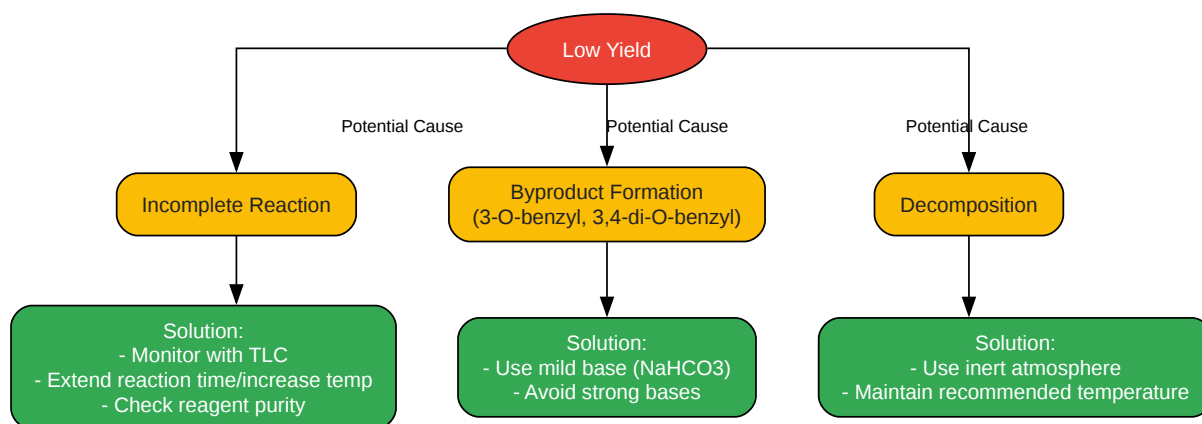 Low Yield
Potential Cause
Potential Cause
Potential Cause
Incomplete Reaction
Byproduct Formation
(3-O-benzyl, 3,4-di-O-benzyl)
Decomposition
Solution:
- Monitor with TLC
- Extend reaction time/increase temp
- Check reagent purity
Solution:
- Use mild base (NaHCO3)
- Avoid strong bases
Solution:
- Use inert atmosphere
- Maintain recommended temperature